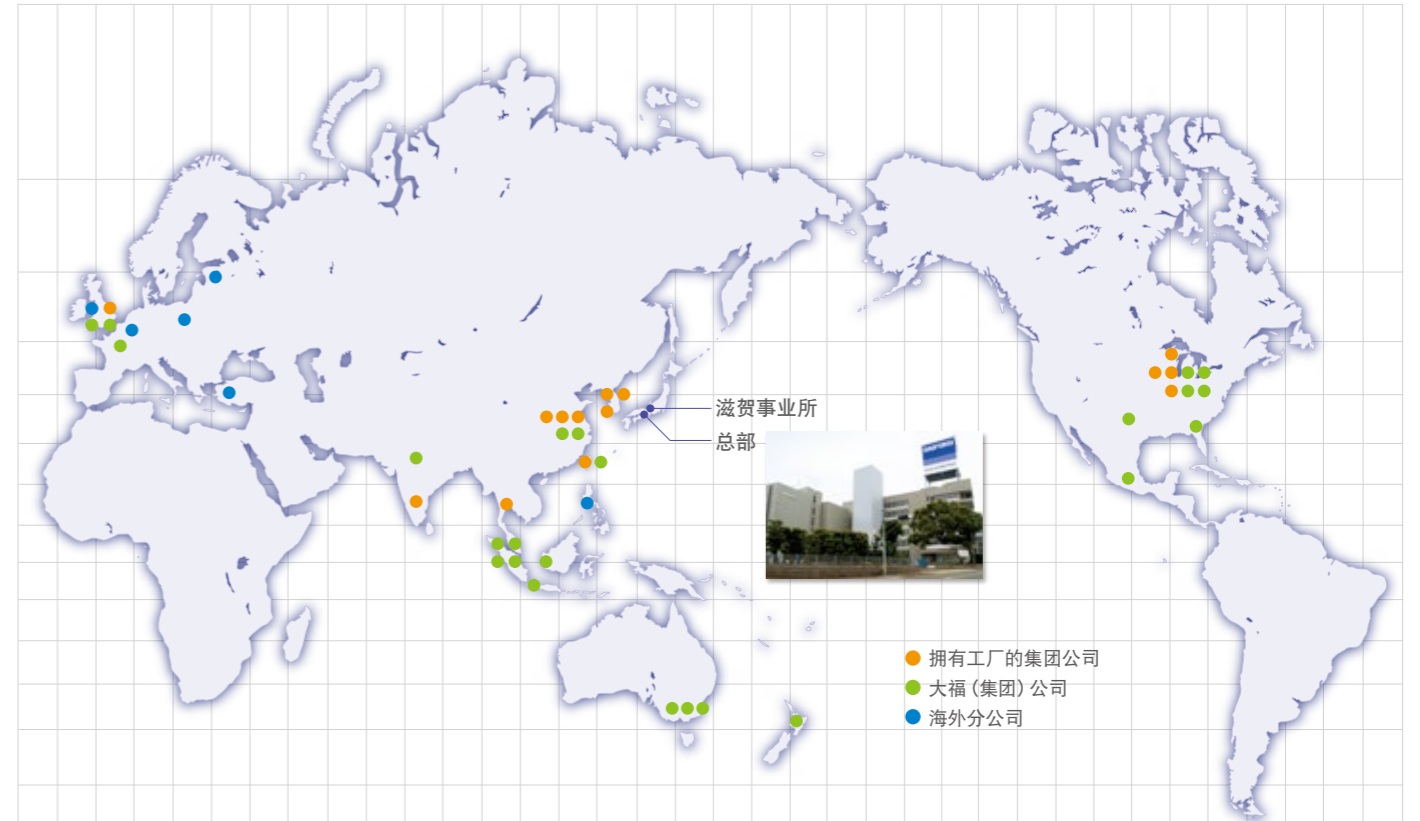 滋贺事业所
总部
拥有工厂的集团公司
大福(集团)公司
海外分公司